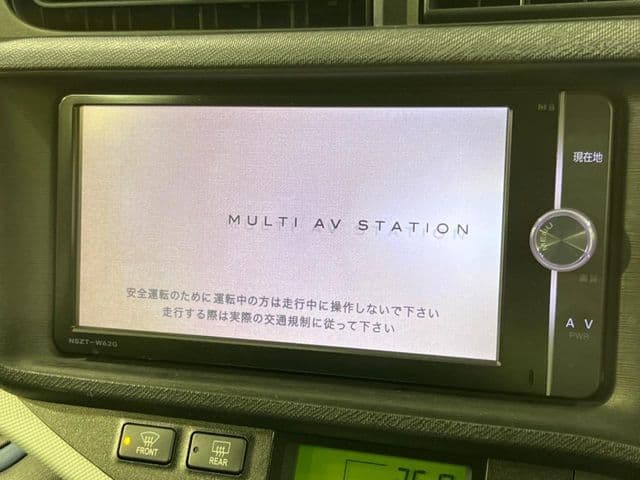 現在地
MULTI AV STATION
MENU
安全運転のために運転中の方は走行中に操作しないで下さい
走行する際は実際の交通規制に従って下さい
AV
PWR
NSZT-W62G
FRONT
REAR